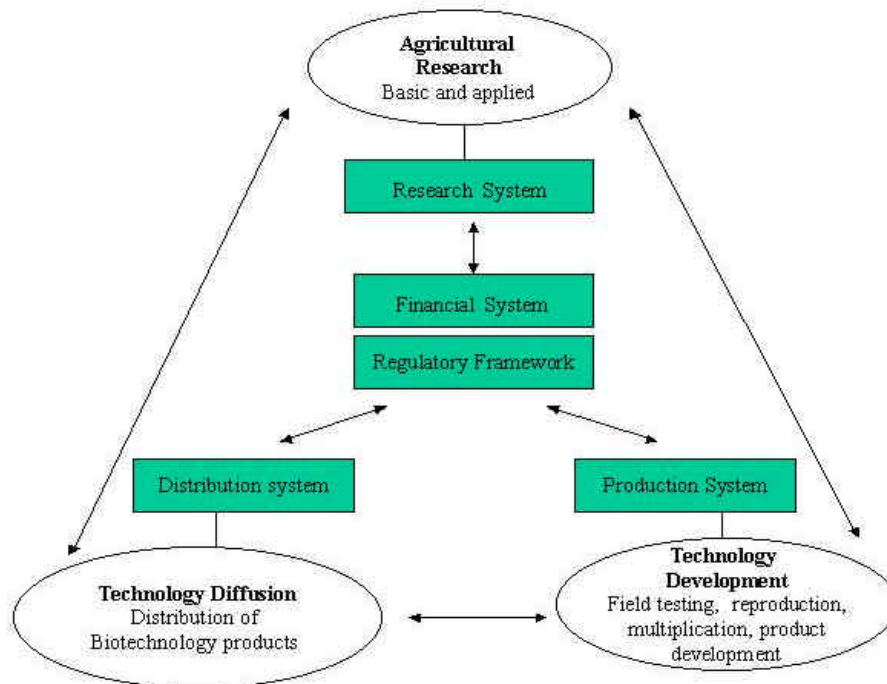 Agricultural
Research
Basic and applied
Research System
Financial System
Regulatory Framework
Distribution system
Production System
Technology Diffusion
Distribution of
Biotechnology products
Technology
Development
Field testing, reproduction,
multiplication, product
development